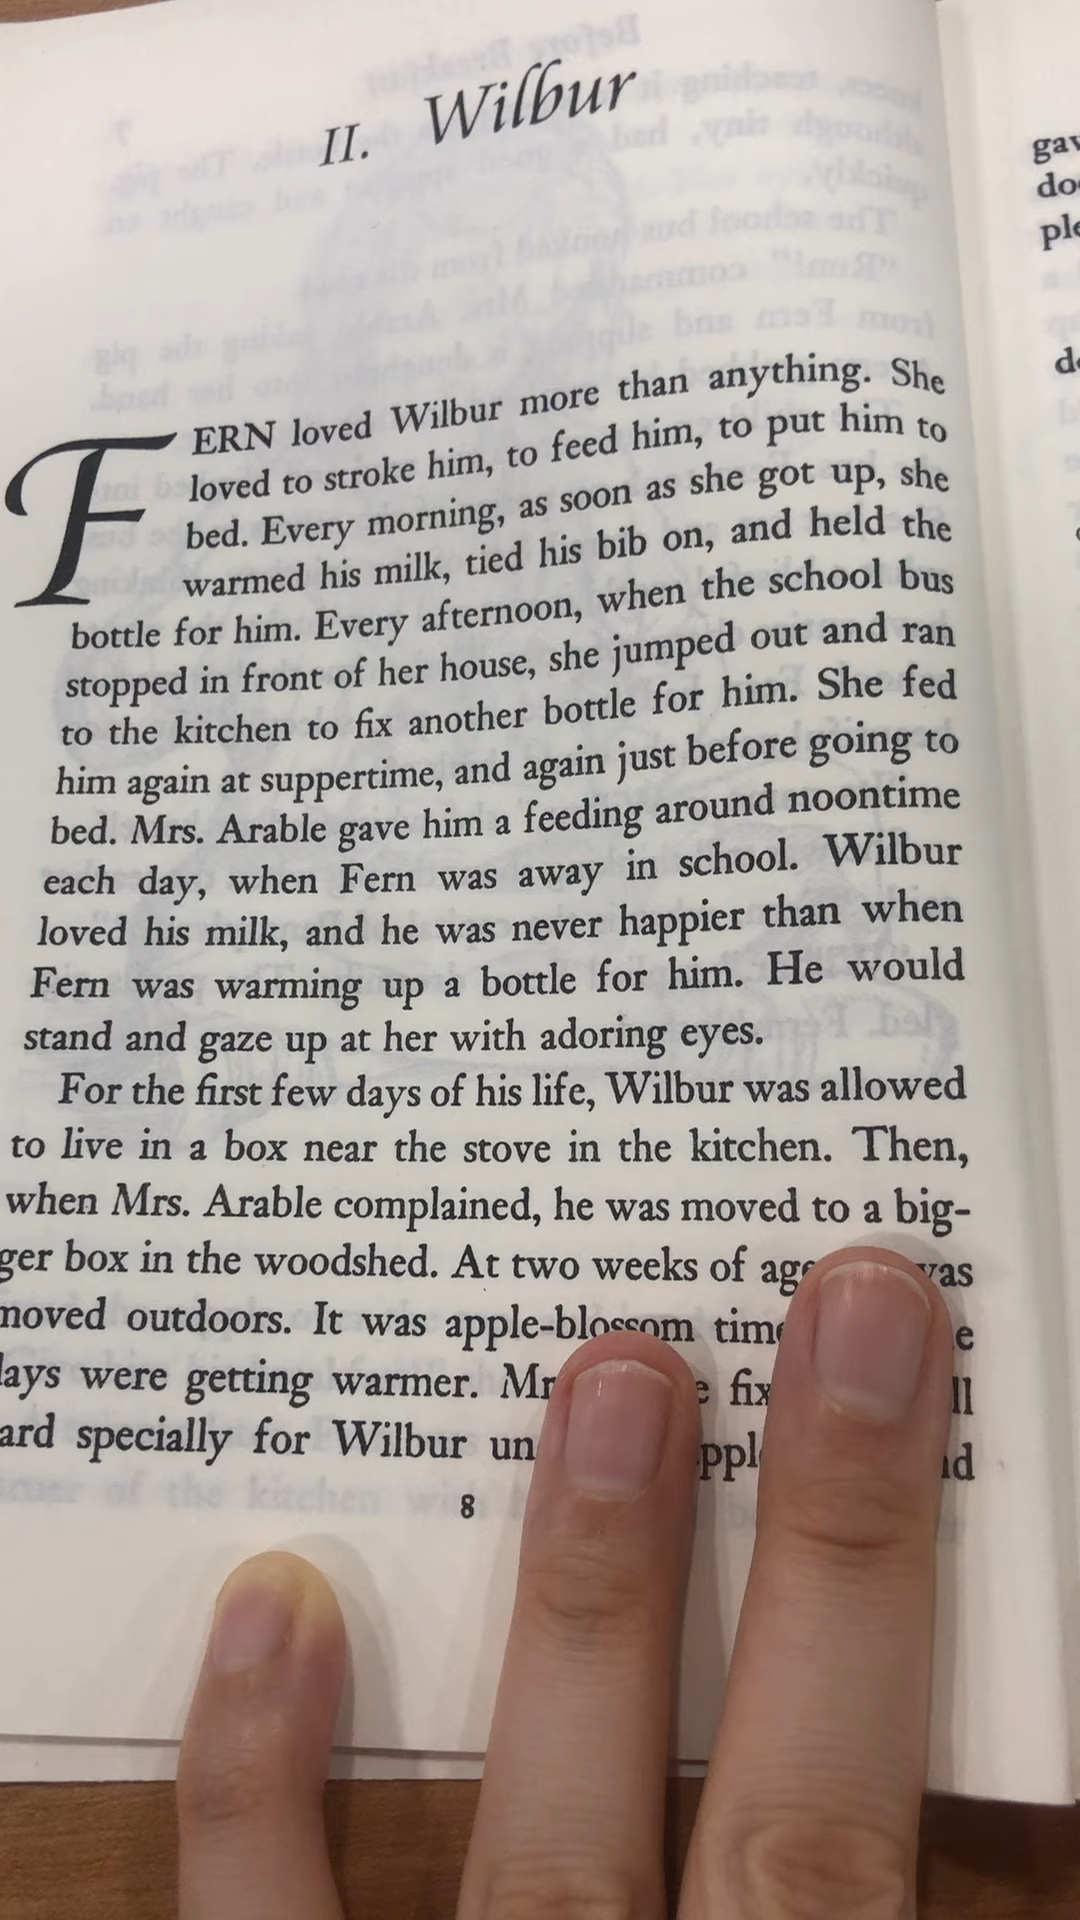 II. Wilbur
FERN loved Wilbur more than anything. She
loved to stroke him, to feed him, to put him to
bed. Every morning, as soon as she got up, she
warmed his milk, tied his bib on, and held the
bottle for him. Every afternoon, when the school bus
stopped in front of her house, she jumped out and ran
to the kitchen to fix another bottle for him. She fed
him again at suppertime, and again just before going to
bed. Mrs. Arable gave him a feeding around noontime
each day, when Fern was away in school. Wilbur
loved his milk, and he was never happier than when
Fern was warming up a bottle for him. He would
stand and gaze up at her with adoring eyes.
For the first few days of his life, Wilbur was allowed
to live in a box near the stove in the kitchen. Then,
when Mrs. Arable complained, he was moved to a big-
ger box in the woodshed. At two weeks of age
moved outdoors. It was apple-blossom time
were getting warmer.
specially for Wilbur
8